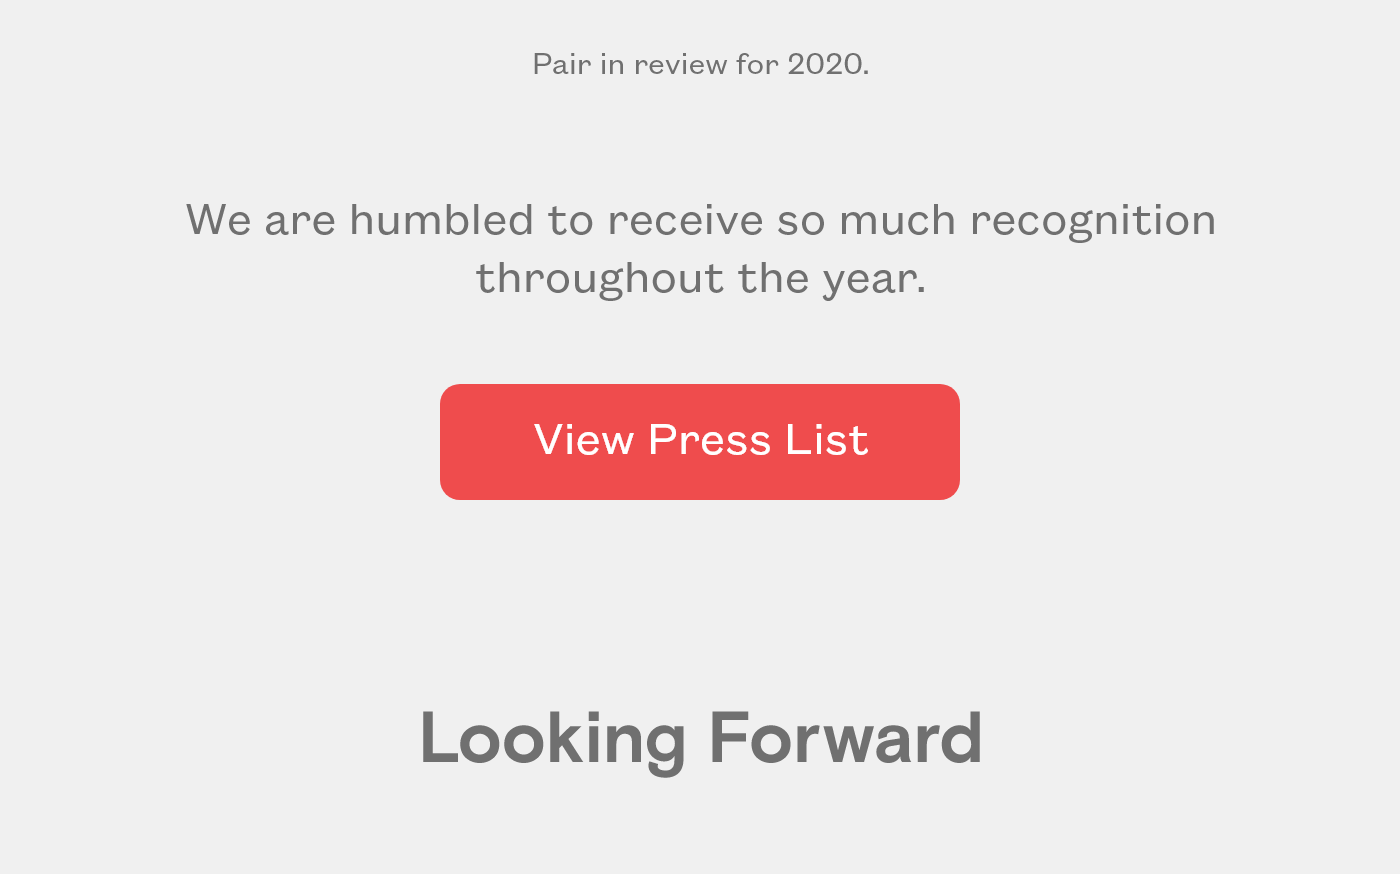 Pair in review for 2020.
We are humbled to receive so much recognition
throughout the year.
View Press List
Looking Forward